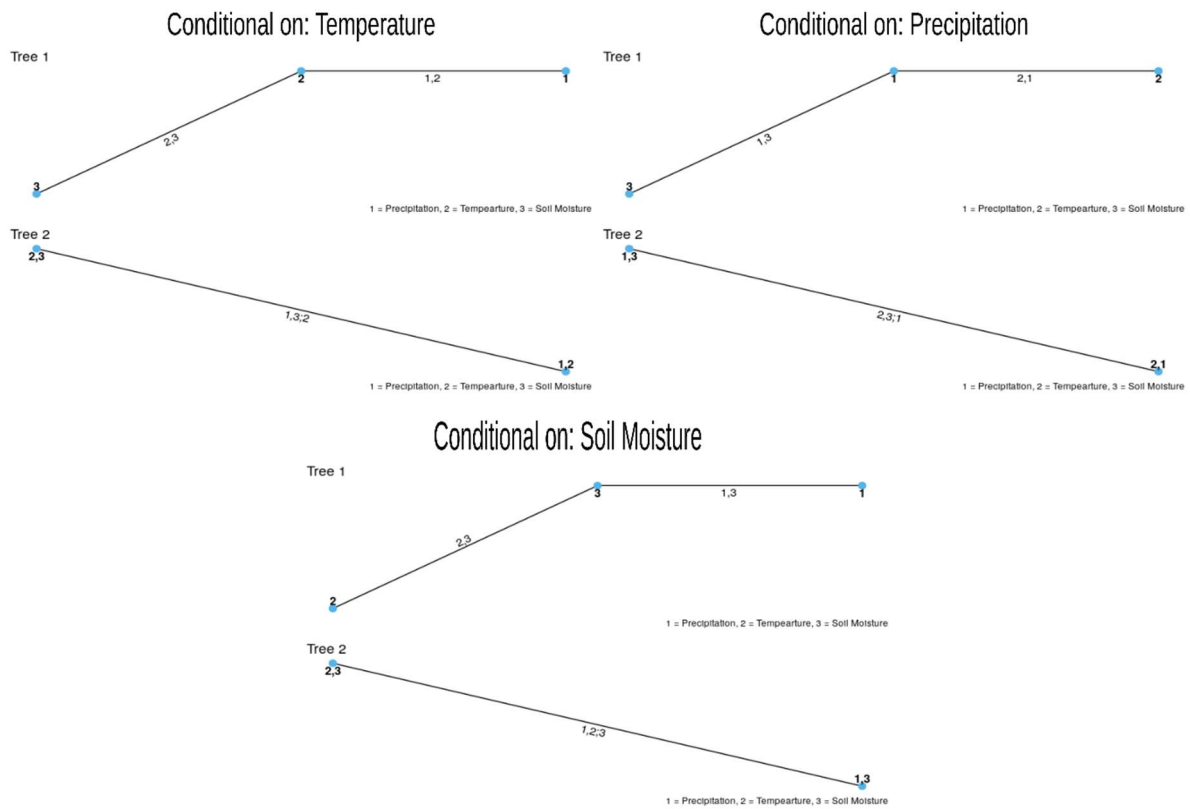 Conditional on: Temperature
Tree 1
2
1,2
1
2,3
3
1 = Precipitation, 2 = Tempearture, 3 = Soil Moisture
Tree 2
2,3
1,3;2
1,2
1 = Precipitation, 2 = Tempearture, 3 = Soil Moisture
Conditional on: Precipitation
Tree 1
1
2,1
2
1,3
3
1 = Precipitation, 2 = Tempearture, 3 = Soil Moisture
Tree 2
1,3
2,3;1
2,1
1 = Precipitation, 2 = Tempearture, 3 = Soil Moisture
Conditional on: Soil Moisture
Tree 1
3
1,3
1
2,3
2
1 = Precipitation, 2 = Tempearture, 3 = Soil Moisture
Tree 2
2,3
1,2;3
1,3
1 = Precipitation, 2 = Tempearture, 3 = Soil Moisture